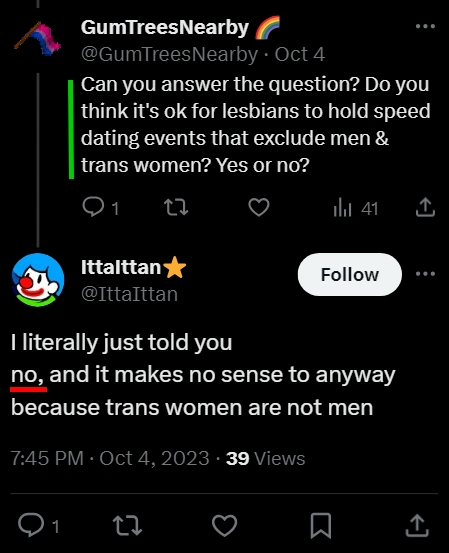 GumTreesNearby 🌈
@GumTreesNearby · Oct 4
Can you answer the question? Do you
think it's ok for lesbians to hold speed
dating events that exclude men &
trans women? Yes or no?
1 41
IttaIttan⭐
@IttaIttan
Follow
I literally just told you
no, and it makes no sense to anyway
because trans women are not men
7:45 PM · Oct 4, 2023 · 39 Views
1